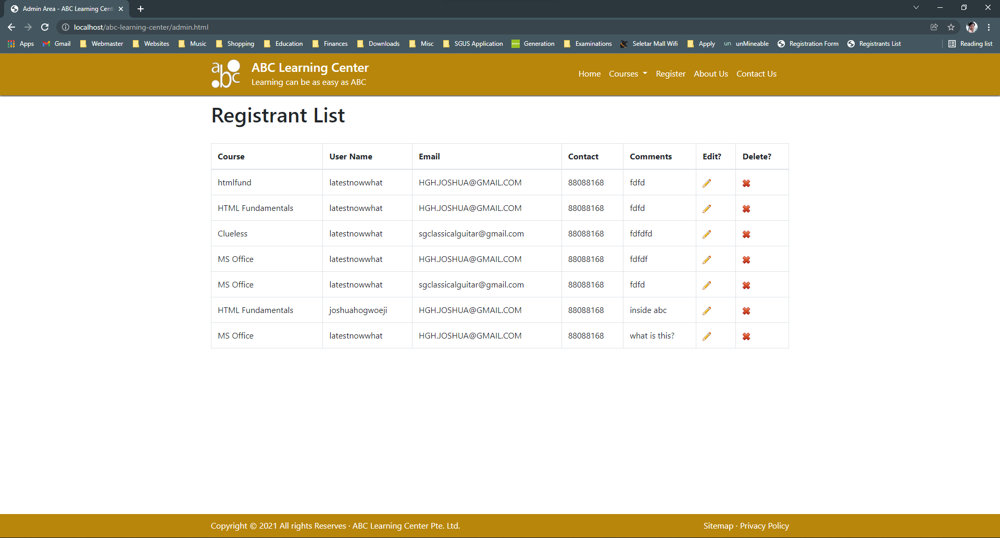 Admin Area - ABC Learning Cent
localhost/abc-learning-center/admin.html
Apps Gmail Webmaster Websites Music Shopping Education Finances Downloads Misc SGUS Application Generation Examinations Seletar Mall Wifi Apply un unMineable Registration Form Registrants List Reading list
abc
ABC Learning Center
Learning can be as easy as ABC
Home Courses Register About Us Contact Us
Registrant List
Course User Name Email Contact Comments Edit? Delete?
htmlfund latestnowwhat HGH.JOSHUA@GMAIL.COM 88088168 fdfd
HTML Fundamentals latestnowwhat HGH.JOSHUA@GMAIL.COM 88088168 fdfd
Clueless latestnowwhat sgclassicalguitar@gmail.com 88088168 fdfdfd
MS Office latestnowwhat HGH.JOSHUA@GMAIL.COM 88088168 fdfdf
MS Office latestnowwhat sgclassicalguitar@gmail.com 88088168 fdfd
HTML Fundamentals joshuahogwoeji HGH.JOSHUA@GMAIL.COM 88088168 inside abc
MS Office latestnowwhat HGH.JOSHUA@GMAIL.COM 88088168 what is this?
Copyright © 2021 All rights Reserves · ABC Learning Center Pte. Ltd.
Sitemap · Privacy Policy